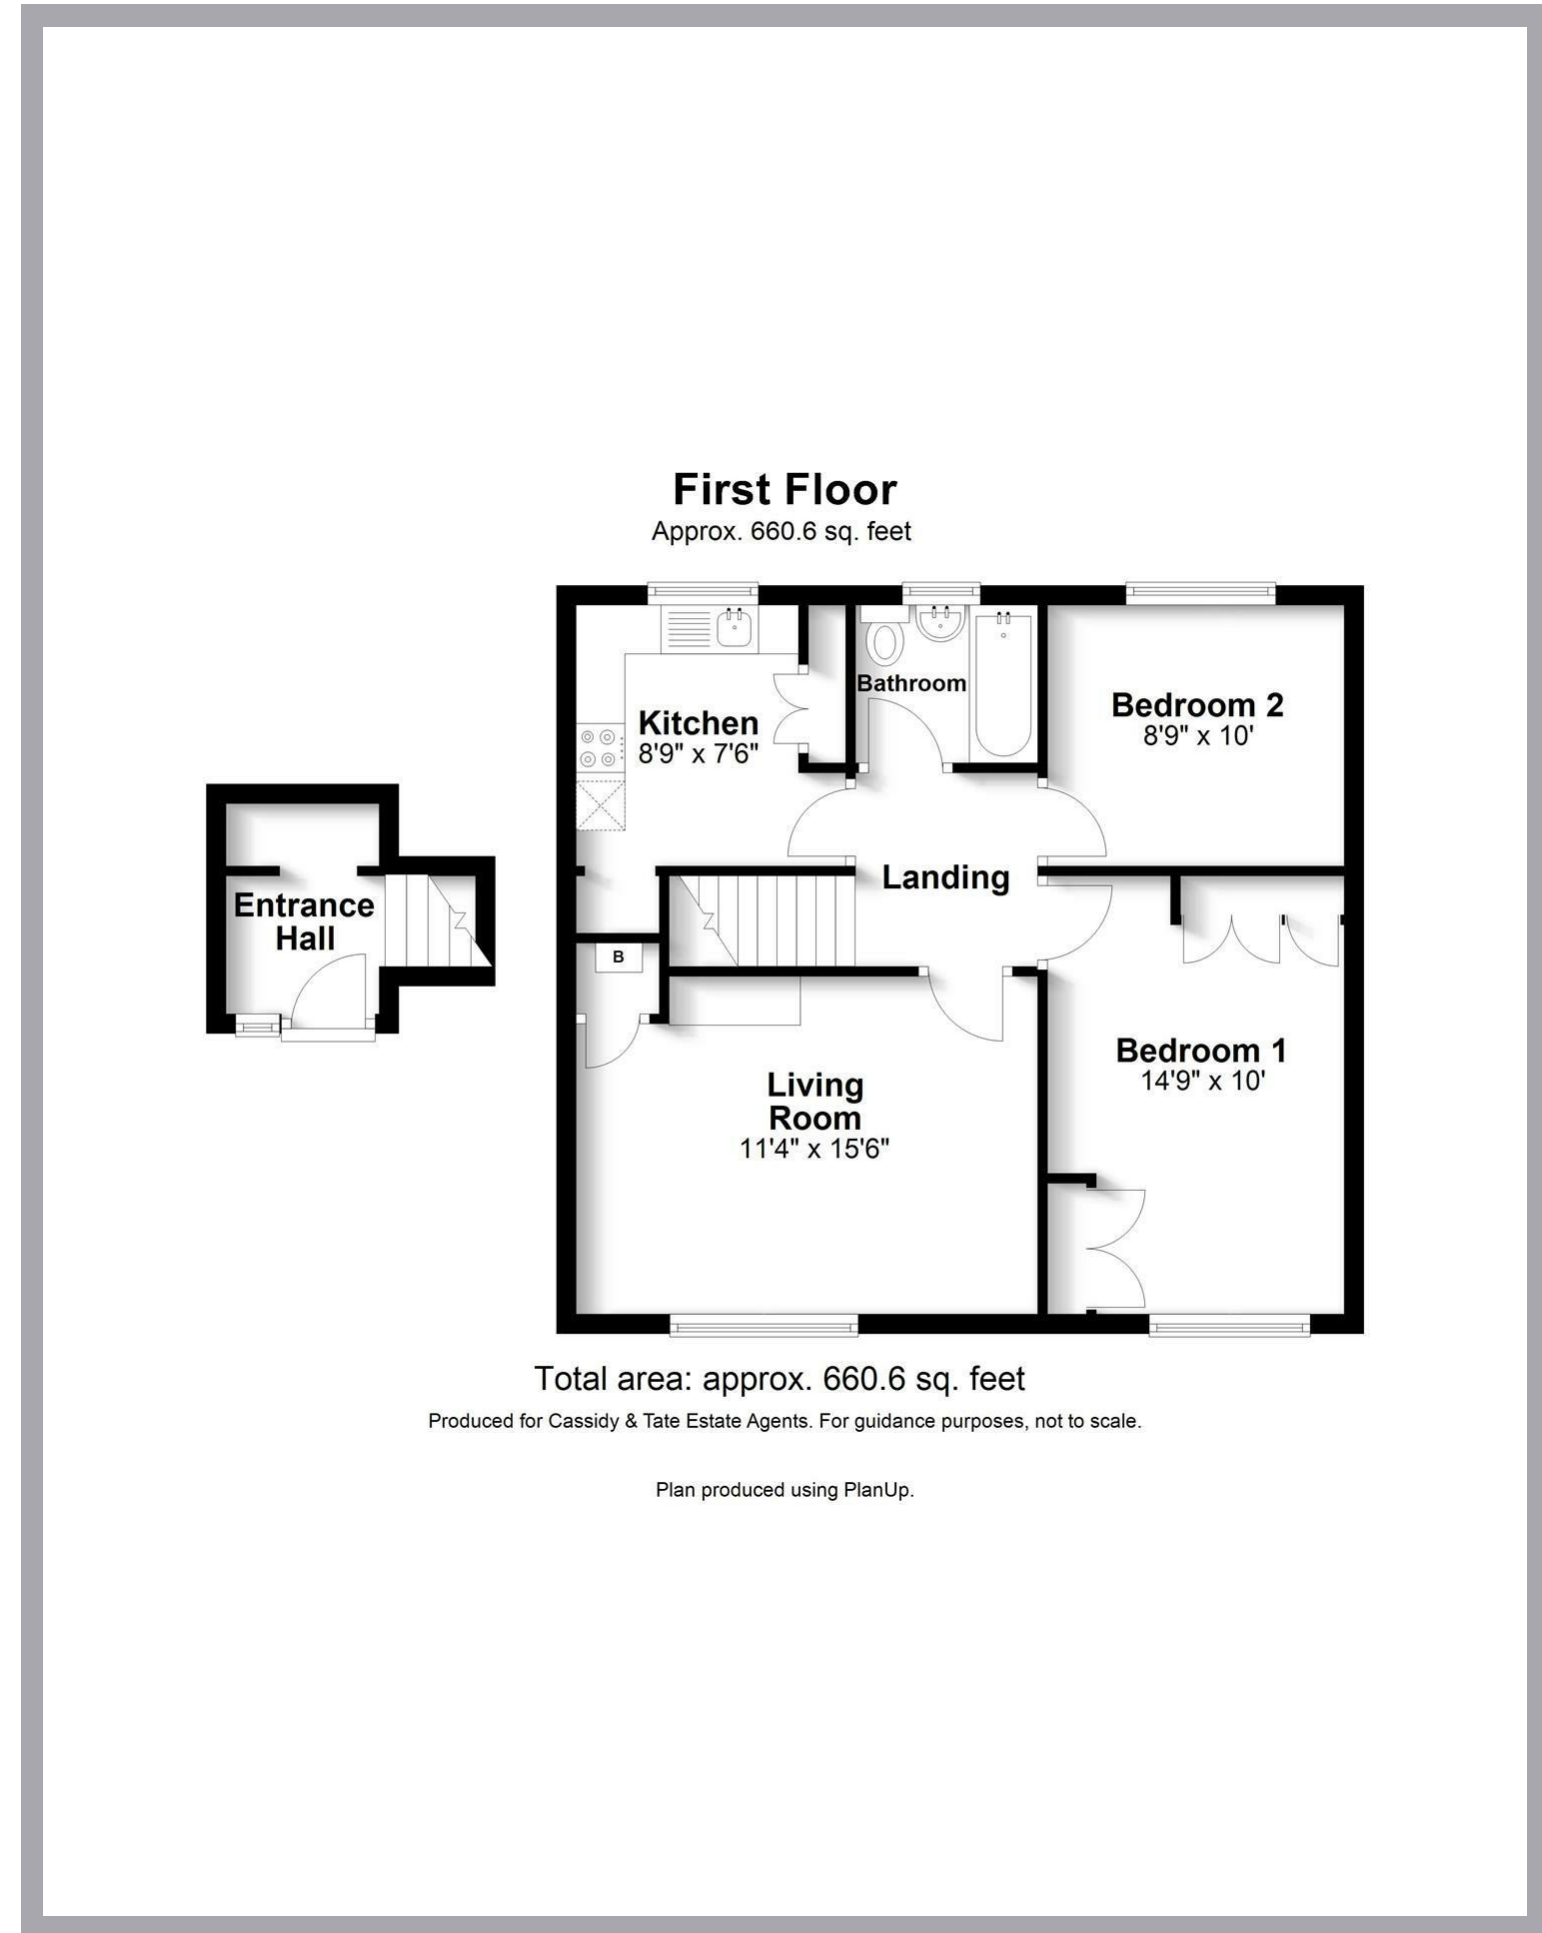 First Floor
Approx. 660.6 sq. feet
Kitchen
8'9" x 7'6"
Bathroom
Bedroom 2
8'9" x 10'
Entrance
Hall
Landing
B
Bedroom 1
14'9" x 10'
Living
Room
11'4" x 15'6"
Total area: approx. 660.6 sq. feet
Produced for Cassidy & Tate Estate Agents. For guidance purposes, not to scale.
Plan produced using PlanUp.